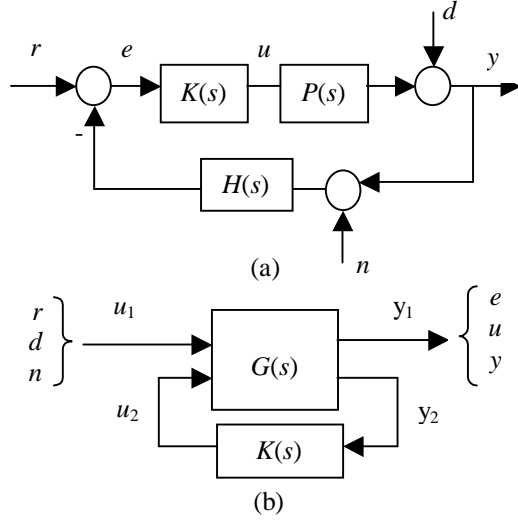 d
r e u y
K(s) P(s)
-
H(s)
n
(a)
r
d
n
u1
y1
e
u
y
G(s)
u2
y2
K(s)
(b)